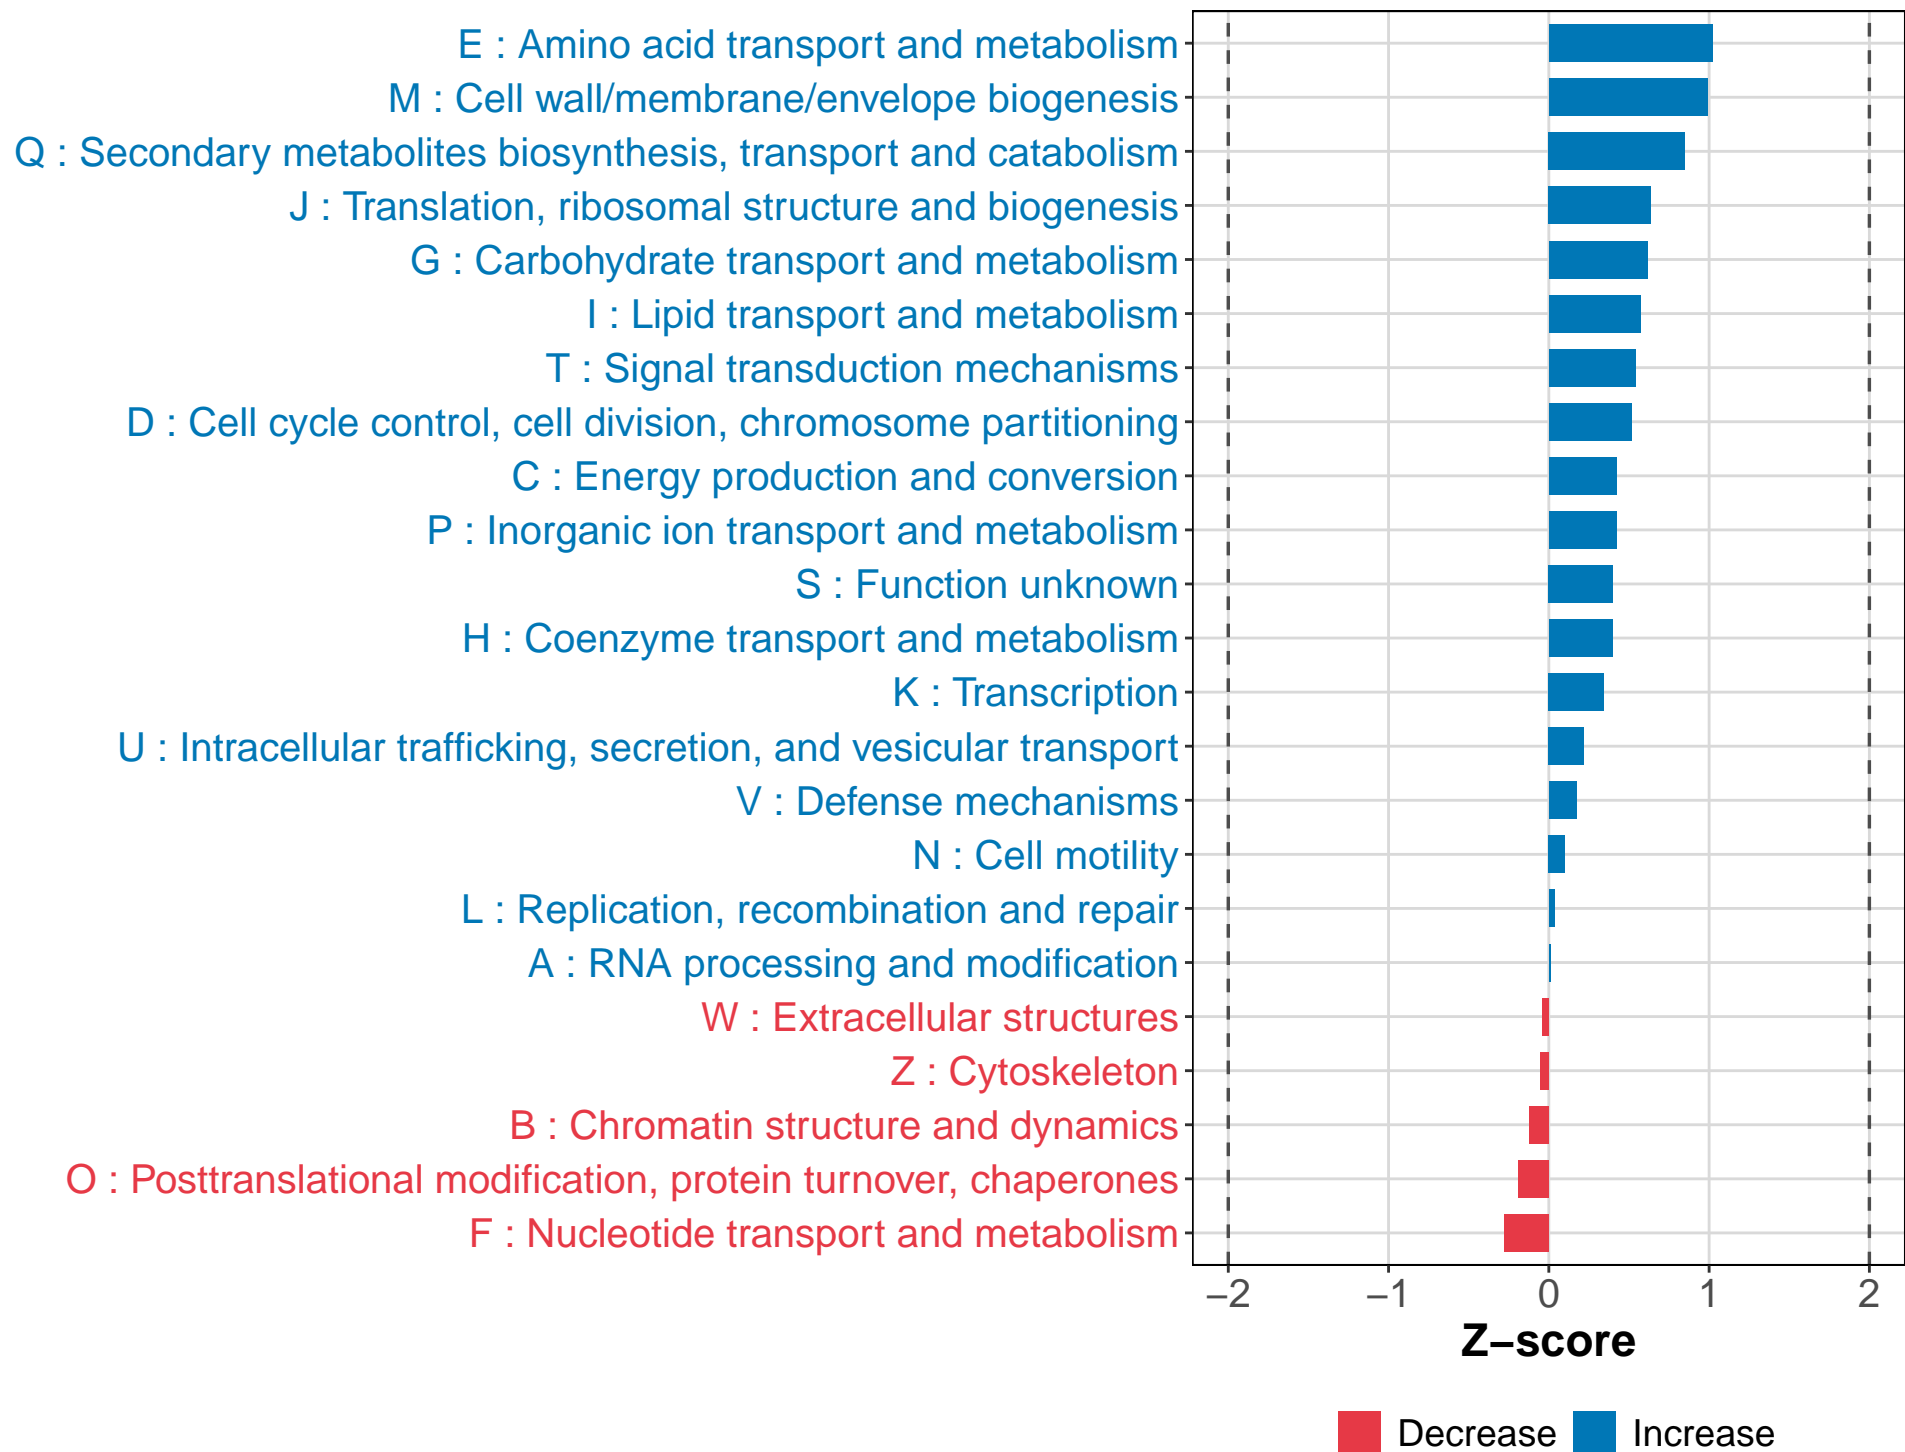 E : Amino acid transport and metabolism
M : Cell wall/membrane/envelope biogenesis
Q : Secondary metabolites biosynthesis, transport and catabolism
J : Translation, ribosomal structure and biogenesis
G : Carbohydrate transport and metabolism
I : Lipid transport and metabolism
T : Signal transduction mechanisms
D : Cell cycle control, cell division, chromosome partitioning
C : Energy production and conversion
P : Inorganic ion transport and metabolism
S : Function unknown
H : Coenzyme transport and metabolism
K : Transcription
U : Intracellular trafficking, secretion, and vesicular transport
V : Defense mechanisms
N : Cell motility
L : Replication, recombination and repair
A : RNA processing and modification
W : Extracellular structures
Z : Cytoskeleton
B : Chromatin structure and dynamics
O : Posttranslational modification, protein turnover, chaperones
F : Nucleotide transport and metabolism
−2 −1 0 1 2
Z−score
Decrease Increase